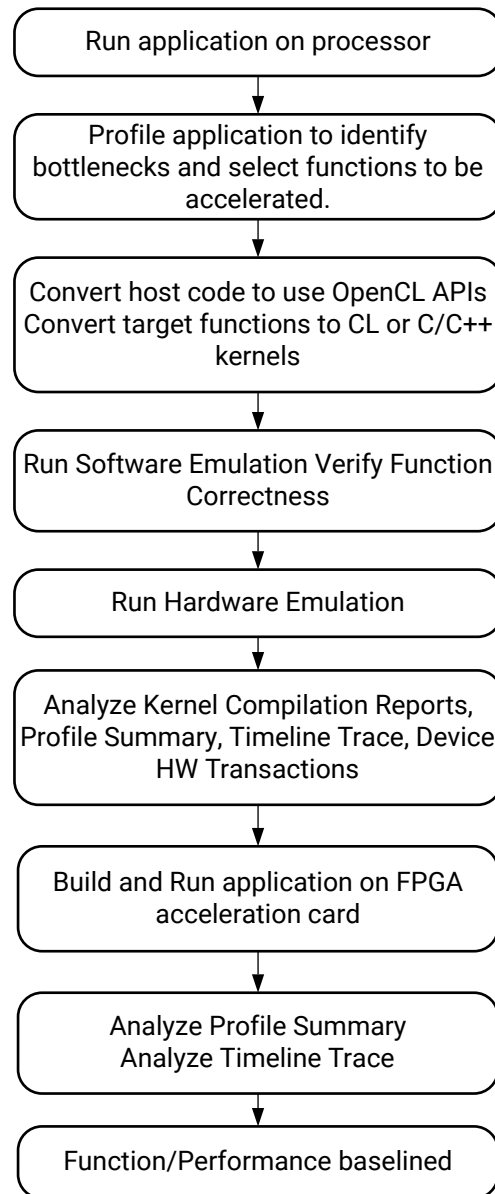 Run application on processor
Profile application to identify
bottlenecks and select functions to be
accelerated.
Convert host code to use OpenCL APIs
Convert target functions to CL or C/C++
kernels
Run Software Emulation Verify Function
Correctness
Run Hardware Emulation
Analyze Kernel Compilation Reports,
Profile Summary, Timeline Trace, Device
HW Transactions
Build and Run application on FPGA
acceleration card
Analyze Profile Summary
Analyze Timeline Trace
Function/Performance baselined